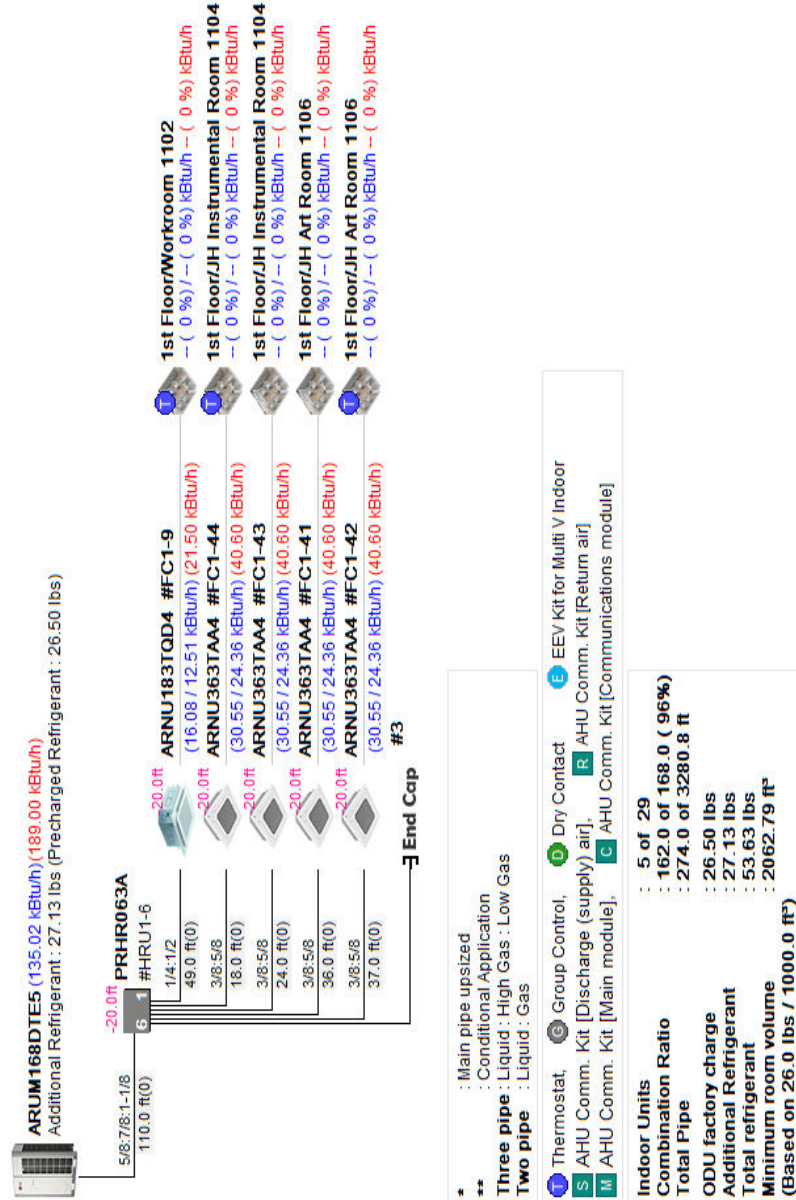 ARUM168DTE5 (135.02 kBtu/h) (189.00 kBtu/h)
Additional Refrigerant : 27.13 lbs (Precharged Refrigerant : 26.50 lbs)
5/8:7/8:1-1/8
110.0 ft(0)
-20.0ft
PRHR063A
#HRU1-6
6 1
1/4:1/2
49.0 ft(0)
-20.0ft
ARNU183TQD4 #FC1-9
(16.08 / 12.51 kBtu/h) (21.50 kBtu/h)
T
1st Floor/Workroom 1102
-- ( 0 %) / -- ( 0 %) kBtu/h -- ( 0 %) kBtu/h
3/8:5/8
18.0 ft(0)
-20.0ft
ARNU363TAA4 #FC1-44
(30.55 / 24.36 kBtu/h) (40.60 kBtu/h)
T
1st Floor/JH Instrumental Room 1104
-- ( 0 %) / -- ( 0 %) kBtu/h -- ( 0 %) kBtu/h
3/8:5/8
24.0 ft(0)
-20.0ft
ARNU363TAA4 #FC1-43
(30.55 / 24.36 kBtu/h) (40.60 kBtu/h)
1st Floor/JH Instrumental Room 1104
-- ( 0 %) / -- ( 0 %) kBtu/h -- ( 0 %) kBtu/h
3/8:5/8
36.0 ft(0)
-20.0ft
ARNU363TAA4 #FC1-41
(30.55 / 24.36 kBtu/h) (40.60 kBtu/h)
1st Floor/JH Art Room 1106
-- ( 0 %) / -- ( 0 %) kBtu/h -- ( 0 %) kBtu/h
3/8:5/8
37.0 ft(0)
-20.0ft
ARNU363TAA4 #FC1-42
(30.55 / 24.36 kBtu/h) (40.60 kBtu/h)
T
1st Floor/JH Art Room 1106
-- ( 0 %) / -- ( 0 %) kBtu/h -- ( 0 %) kBtu/h
#3
End Cap
* : Main pipe upsized
** : Conditional Application
Three pipe : Liquid : High Gas : Low Gas
Two pipe : Liquid : Gas
T Thermostat, G Group Control, D Dry Contact E EEV Kit for Multi V Indoor
S AHU Comm. Kit [Discharge (supply) air], R AHU Comm. Kit [Return air]
M AHU Comm. Kit [Main module], C AHU Comm. Kit [Communications module]
Indoor Units : 5 of 29
Combination Ratio : 162.0 of 168.0 ( 96%)
Total Pipe : 274.0 of 3280.8 ft
ODU factory charge : 26.50 lbs
Additional Refrigerant : 27.13 lbs
Total refrigerant : 53.63 lbs
Minimum room volume : 2062.79 ft³
(Based on 26.0 lbs / 1000.0 ft³)